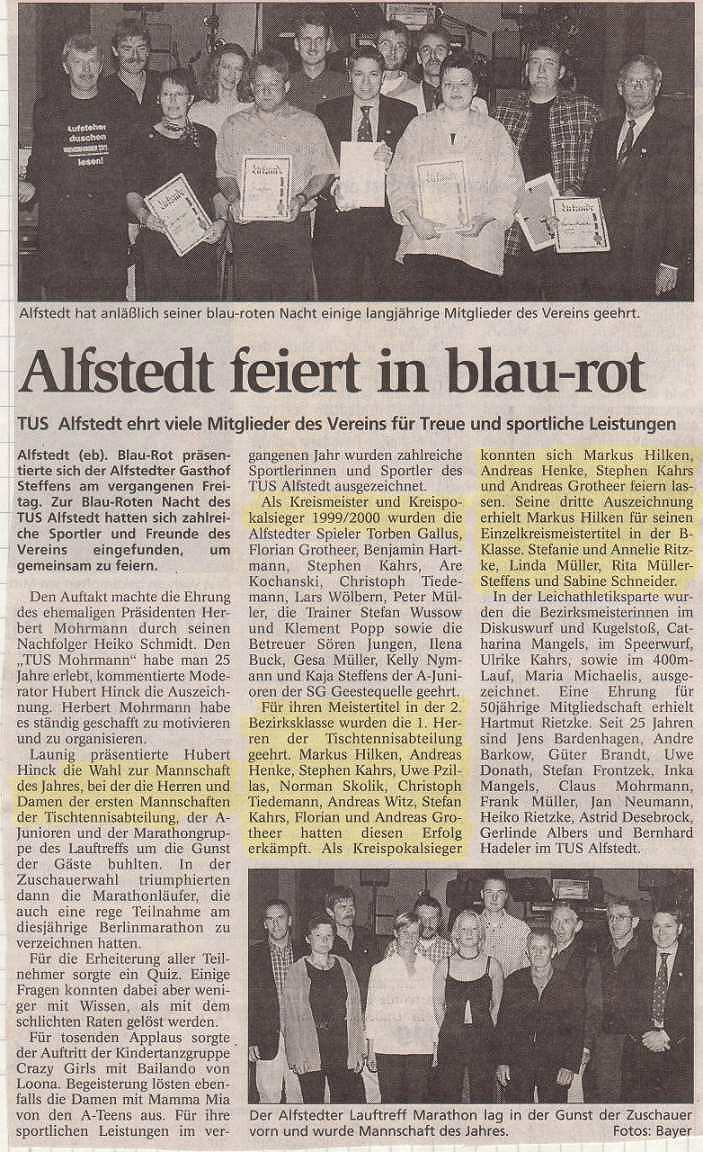 Aufsteher
duschen
lesen!
Urkunde
Urkunde
Urkunde
Urkunde
Alfstedt hat anläßlich seiner blau-roten Nacht einige langjährige Mitglieder des Vereins geehrt.
Alfstedt feiert in blau-rot
TUS Alfstedt ehrt viele Mitglieder des Vereins für Treue und sportliche Leistungen
Alfstedt (eb). Blau-Rot präsen-
tierte sich der Alfstedter Gasthof
Steffens am vergangenen Frei-
tag. Zur Blau-Roten Nacht des
TUS Alfstedt hatten sich zahlrei-
che Sportler und Freunde des
Vereins eingefunden, um
gemeinsam zu feiern.
Den Auftakt machte die Ehrung
des ehemaligen Präsidenten Her-
bert Mohrmann durch seinen
Nachfolger Heiko Schmidt. Den
„TUS Mohrmann” habe man 25
Jahre erlebt, kommentierte Mode-
rator Hubert Hinck die Auszeich-
nung. Herbert Mohrmann habe
es ständig geschafft zu motivieren
und zu organisieren.
Launig präsentierte Hubert
Hinck die Wahl zur Mannschaft
des Jahres, bei der die Herren und
Damen der ersten Mannschaften
der Tischtennisabteilung, der A-
Junioren und der Marathongrup-
pe des Lauftreffs um die Gunst
der Gäste buhlten. In der
Zuschauerwahl triumphierten
dann die Marathonläufer, die
auch eine rege Teilnahme am
diesjährige Berlinmarathon zu
verzeichnen hatten.
Für die Erheiterung aller Teil-
nehmer sorgte ein Quiz. Einige
Fragen konnten dabei aber weni-
ger mit Wissen, als mit dem
schlichten Raten gelöst werden.
Für tosenden Applaus sorgte
der Auftritt der Kindertanzgruppe
Crazy Girls mit Bailando von
Loona. Begeisterung lösten eben-
falls die Damen mit Mamma Mia
von den A-Teens aus. Für ihre
sportlichen Leistungen im ver-
gangenen Jahr wurden zahlreiche
Sportlerinnen und Sportler des
TUS Alfstedt ausgezeichnet.
Als Kreismeister und Kreispo-
kalsieger 1999/2000 wurden die
Alfstedter Spieler Torben Gallus,
Florian Grotheer, Benjamin Hart-
mann, Stephen Kahrs, Are
Kochanski, Christoph Tiede-
mann, Lars Wölbern, Peter Mül-
ler, die Trainer Stefan Wussow
und Klement Popp sowie die
Betreuer Sören Jungen, Ilena
Buck, Gesa Müller, Kelly Nym-
ann und Kaja Steffens der A-Juni-
oren der SG Geestequelle geehrt.
Für ihren Meistertitel in der 2.
Bezirksklasse wurden die 1. Her-
ren der Tischtennisabteilung
geehrt. Markus Hilken, Andreas
Henke, Stephen Kahrs, Uwe Pzil-
las, Norman Skolik, Christoph
Tiedemann, Andreas Witz, Stefan
Kahrs, Florian und Andreas Gro-
theer hatten diesen Erfolg
erkämpft. Als Kreispokalsieger
konnten sich Markus Hilken,
Andreas Henke, Stephen Kahrs
und Andreas Grotheer feiern las-
sen. Seine dritte Auszeichnung
erhielt Markus Hilken für seinen
Einzelkreismeistertitel in der B-
Klasse. Stefanie und Annelie Ritz-
ke, Linda Müller, Rita Müller-
Steffens und Sabine Schneider.
In der Leichathletiksparte wur-
den die Bezirksmeisterinnen im
Diskuswurf und Kugelstoß, Cat-
harina Mangels, im Speerwurf,
Ulrike Kahrs, sowie im 400m-
Lauf, Maria Michaelis, ausge-
zeichnet. Eine Ehrung für
50jährige Mitgliedschaft erhielt
Hartmut Rietzke. Seit 25 Jahren
sind Jens Bardenhagen, Andre
Barkow, Güter Brandt, Uwe
Donath, Stefan Frontzek, Inka
Mangels, Claus Mohrmann,
Frank Müller, Jan Neumann,
Heiko Rietzke, Astrid Desebrock,
Gerlinde Albers und Bernhard
Hadeler im TUS Alfstedt.
Der Alfstedter Lauftreff Marathon lag in der Gunst der Zuschauer
vorn und wurde Mannschaft des Jahres. Fotos: Bayer